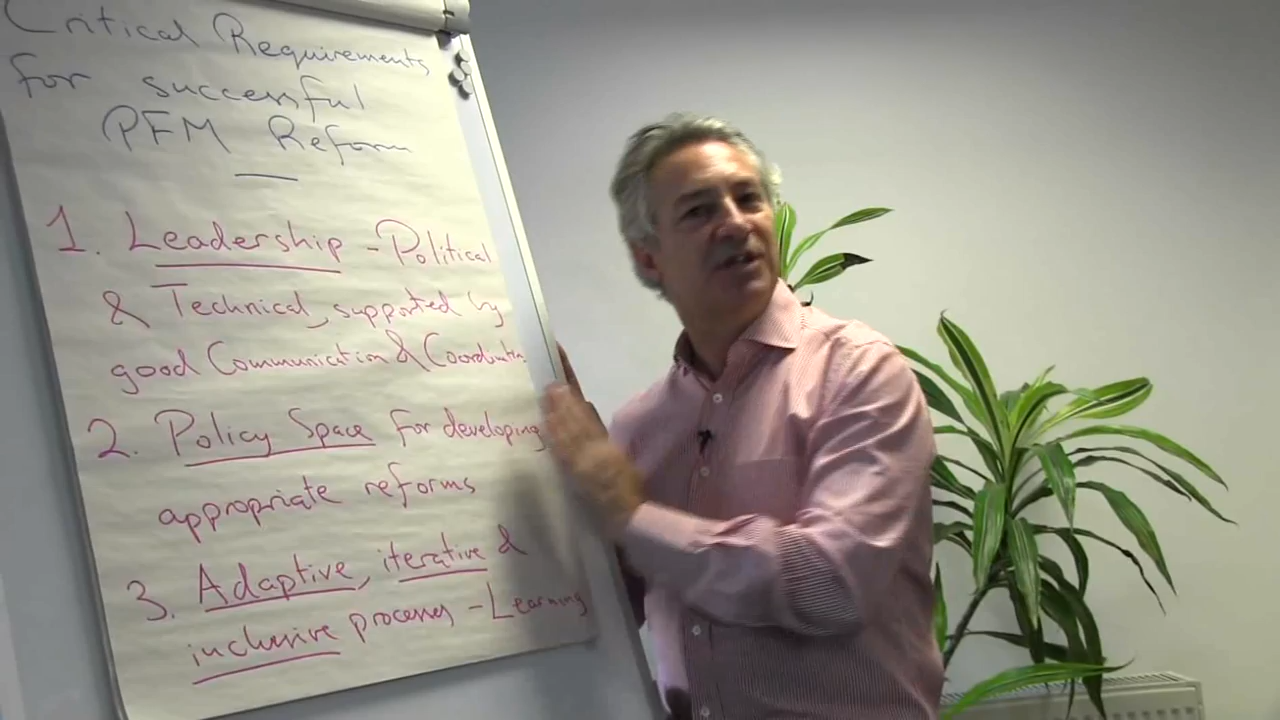 Critical Requirements
for successful
PFM Reform
1. Leadership - Political
& Technical, supported by
good Communication & Coordination
2. Policy Space for developing
appropriate reforms
3. Adaptive, iterative &
inclusive processes - Learning